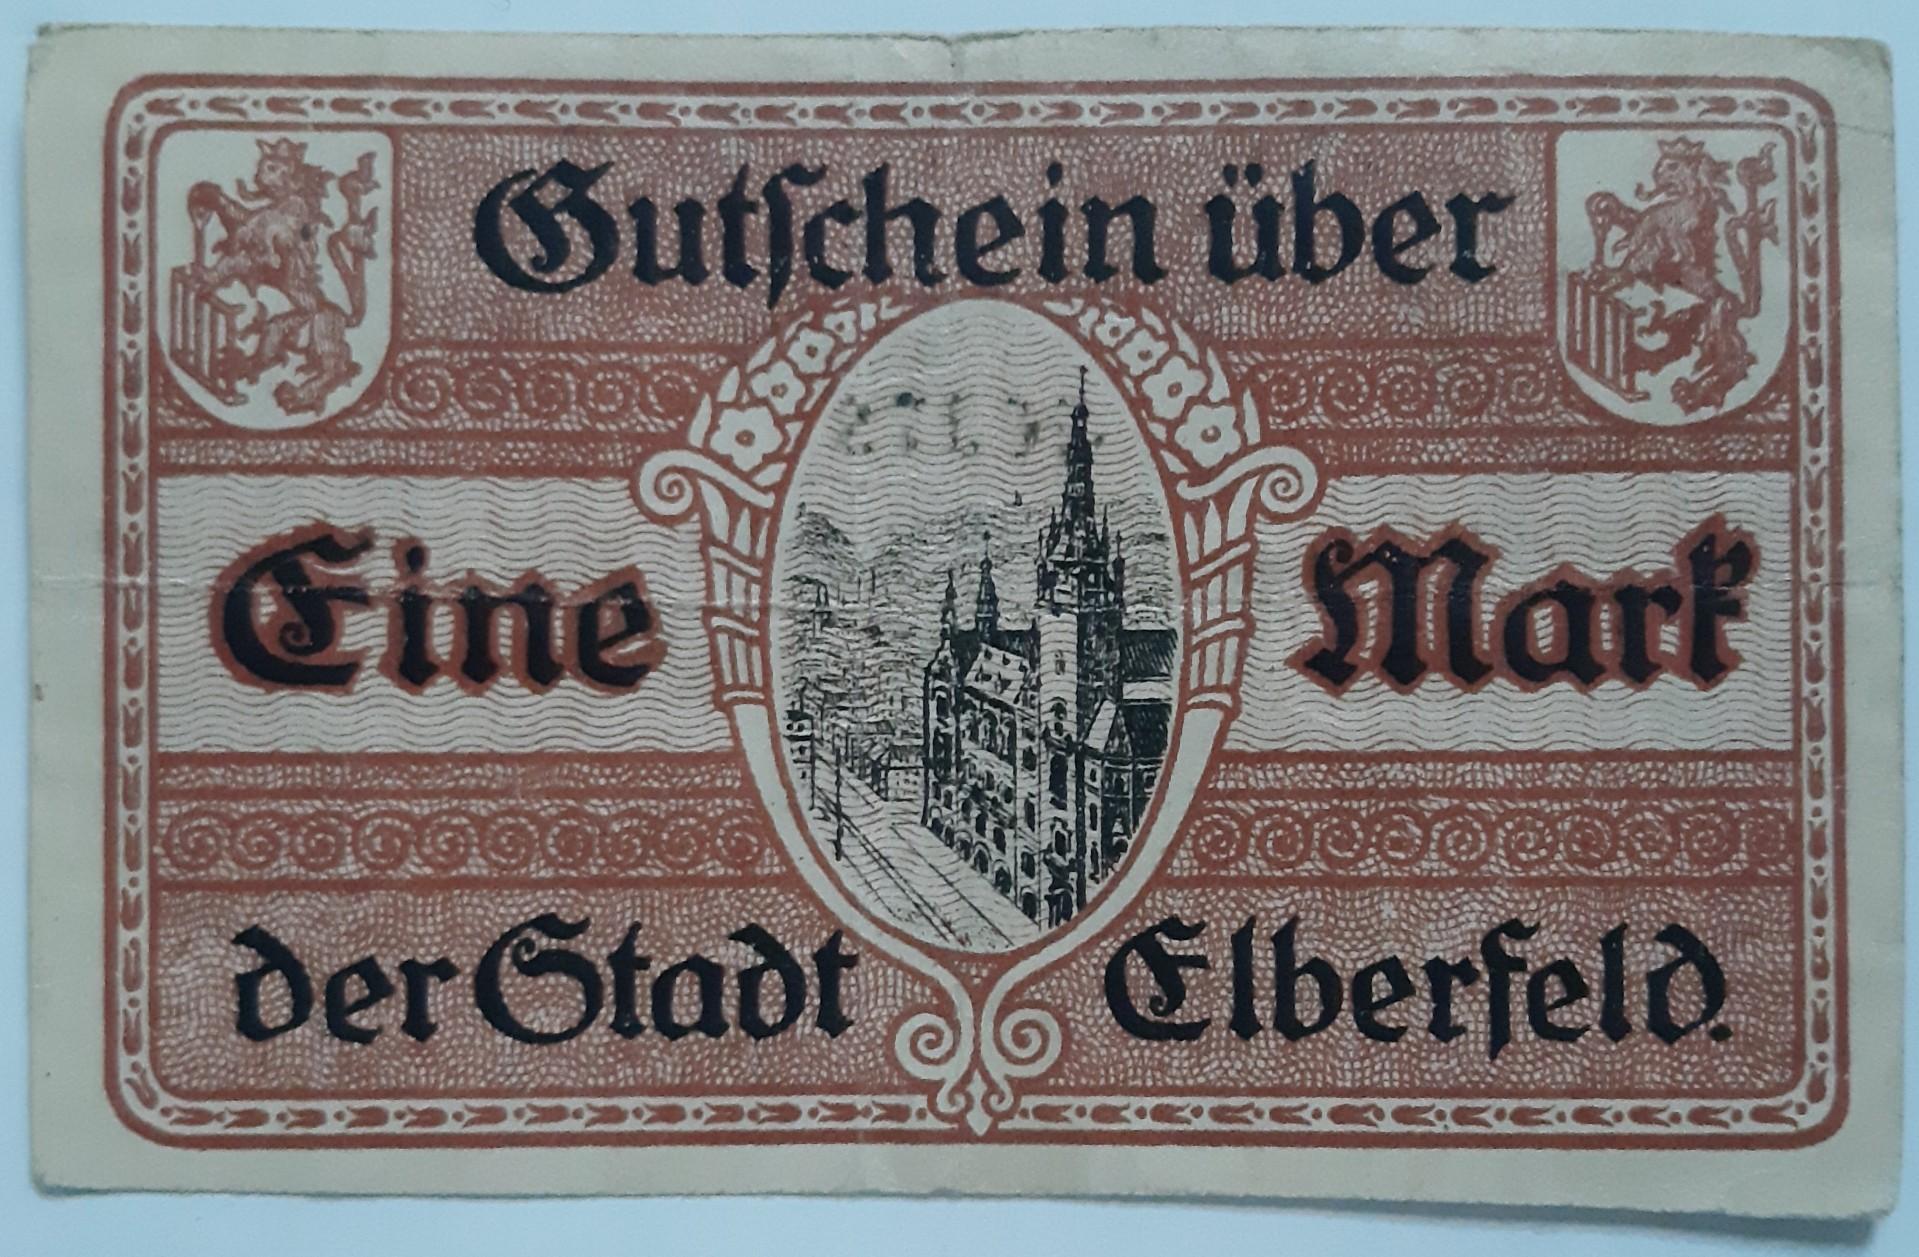 Gutschein über
Eine Mark
der Stadt Elberfeld.